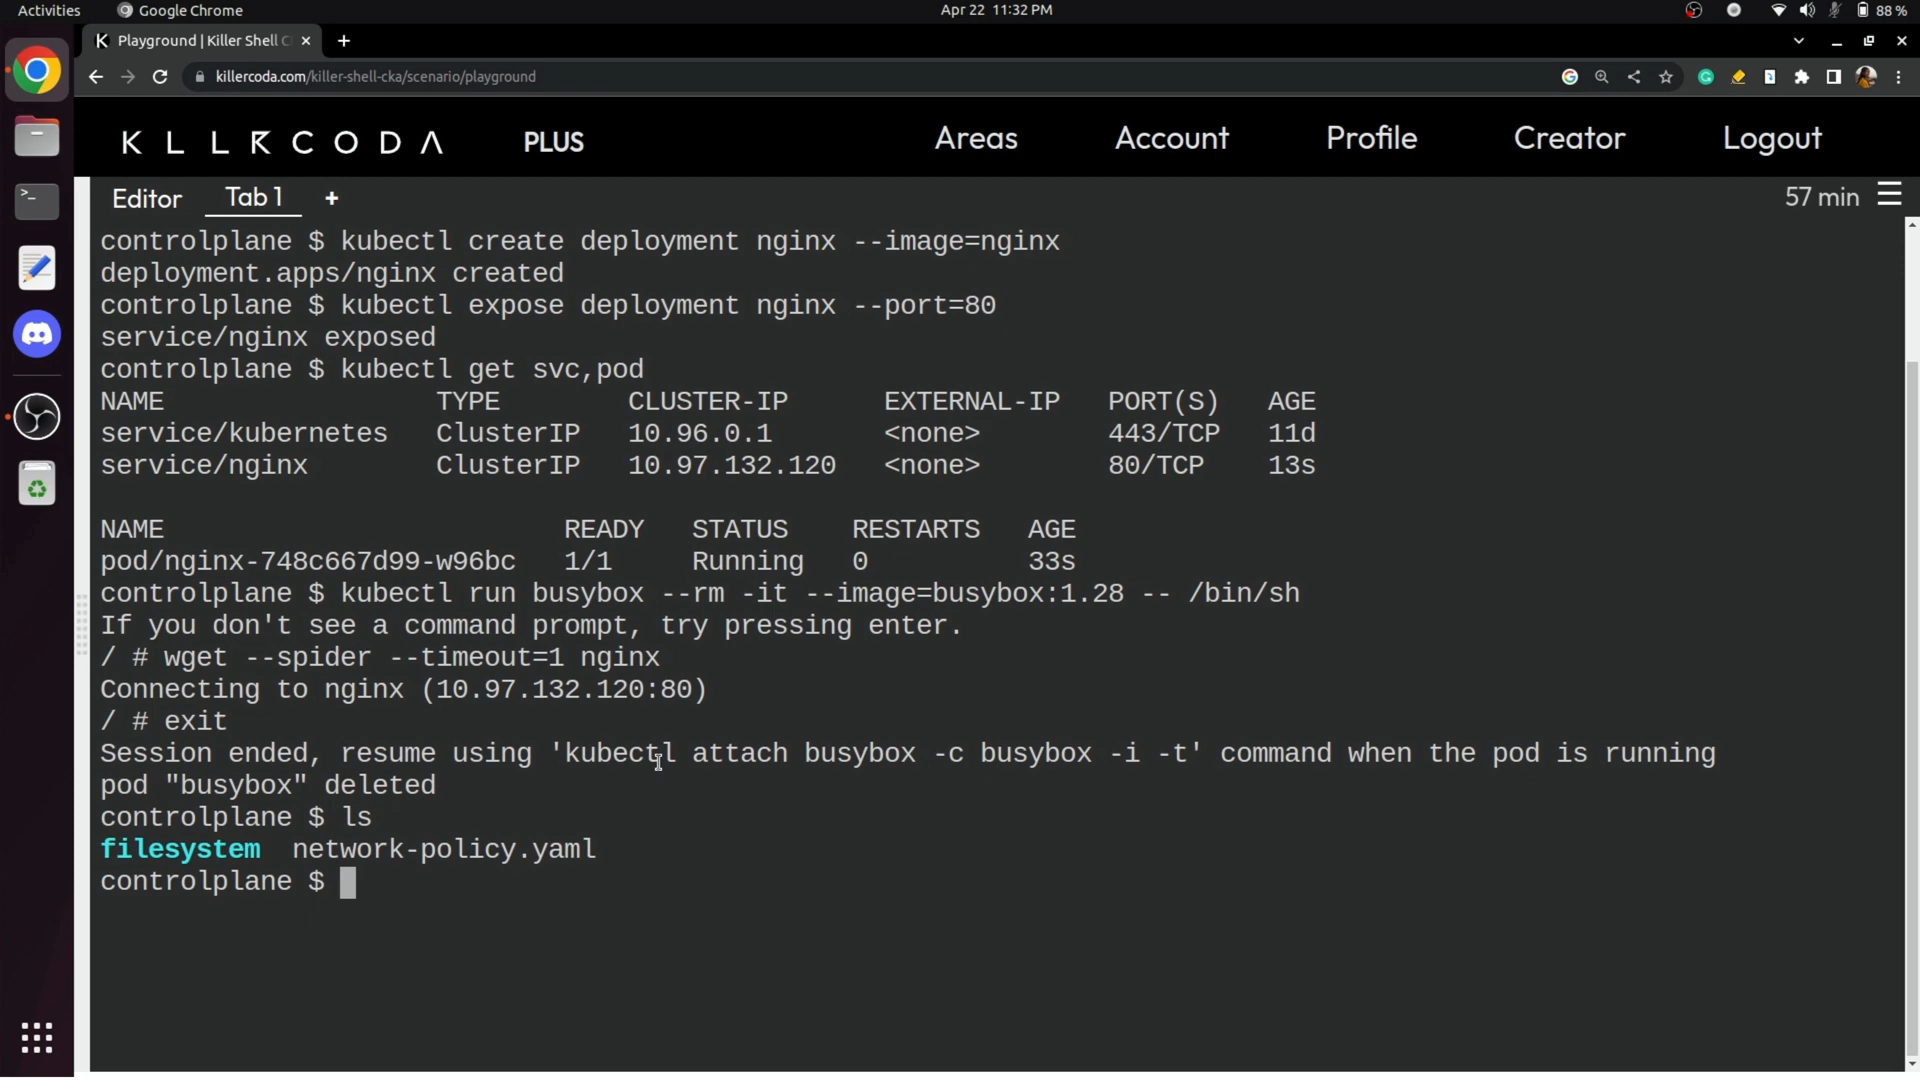 Activities Google Chrome Apr 22 11:32 PM 88 %
Playground | Killer Shell C
killercoda.com/killer-shell-cka/scenario/playground
KILLERCODA PLUS Areas Account Profile Creator Logout
Editor Tab 1 + 57 min
controlplane $ kubectl create deployment nginx --image=nginx
deployment.apps/nginx created
controlplane $ kubectl expose deployment nginx --port=80
service/nginx exposed
controlplane $ kubectl get svc,pod
NAME TYPE CLUSTER-IP EXTERNAL-IP PORT(S) AGE
service/kubernetes ClusterIP 10.96.0.1 <none> 443/TCP 11d
service/nginx ClusterIP 10.97.132.120 <none> 80/TCP 13s
NAME READY STATUS RESTARTS AGE
pod/nginx-748c667d99-w96bc 1/1 Running 0 33s
controlplane $ kubectl run busybox --rm -it --image=busybox:1.28 -- /bin/sh
If you don't see a command prompt, try pressing enter.
/ # wget --spider --timeout=1 nginx
Connecting to nginx (10.97.132.120:80)
/ # exit
Session ended, resume using 'kubectl attach busybox -c busybox -i -t' command when the pod is running
pod "busybox" deleted
controlplane $ ls
filesystem network-policy.yaml
controlplane $